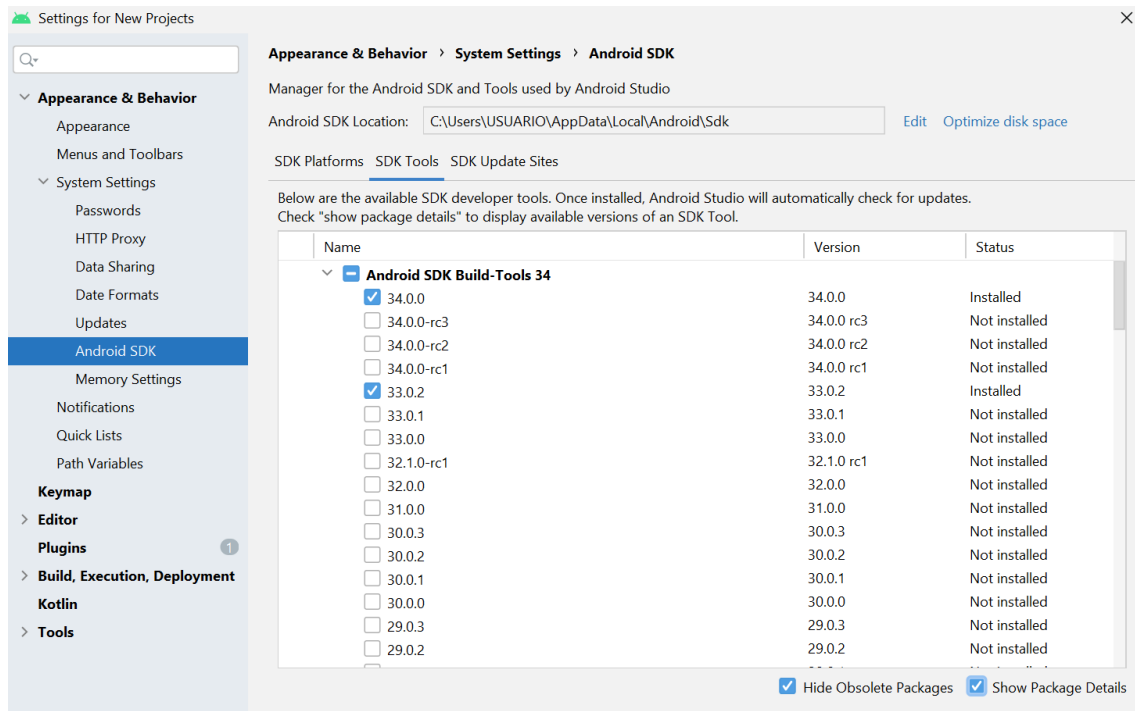 Settings for New Projects
Appearance & Behavior
Appearance
Menus and Toolbars
System Settings
Passwords
HTTP Proxy
Data Sharing
Date Formats
Updates
Android SDK
Memory Settings
Notifications
Quick Lists
Path Variables
Keymap
Editor
Plugins 1
Build, Execution, Deployment
Kotlin
Tools
Appearance & Behavior › System Settings › Android SDK
Manager for the Android SDK and Tools used by Android Studio
Android SDK Location: C:\Users\USUARIO\AppData\Local\Android\Sdk Edit Optimize disk space
SDK Platforms SDK Tools SDK Update Sites
Below are the available SDK developer tools. Once installed, Android Studio will automatically check for updates.
Check "show package details" to display available versions of an SDK Tool.
Name Version Status
Android SDK Build-Tools 34
34.0.0 34.0.0 Installed
34.0.0-rc3 34.0.0 rc3 Not installed
34.0.0-rc2 34.0.0 rc2 Not installed
34.0.0-rc1 34.0.0 rc1 Not installed
33.0.2 33.0.2 Installed
33.0.1 33.0.1 Not installed
33.0.0 33.0.0 Not installed
32.1.0-rc1 32.1.0 rc1 Not installed
32.0.0 32.0.0 Not installed
31.0.0 31.0.0 Not installed
30.0.3 30.0.3 Not installed
30.0.2 30.0.2 Not installed
30.0.1 30.0.1 Not installed
30.0.0 30.0.0 Not installed
29.0.3 29.0.3 Not installed
29.0.2 29.0.2 Not installed
Hide Obsolete Packages Show Package Details